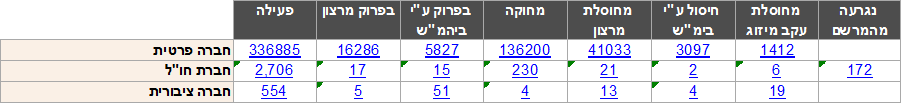 פעילה בפרוק מרצון בפרוק ע"י ביהמ"ש מחוקה מחוסלת מרצון חיסול ע"י בימ"ש מחוסלת עקב מיזוג נגרעה מהמרשם
חברה פרטית 336885 16286 5827 136200 41033 3097 1412
חברת חו"ל 2,706 17 15 230 21 2 6 172
חברה ציבורית 554 5 51 4 13 4 19